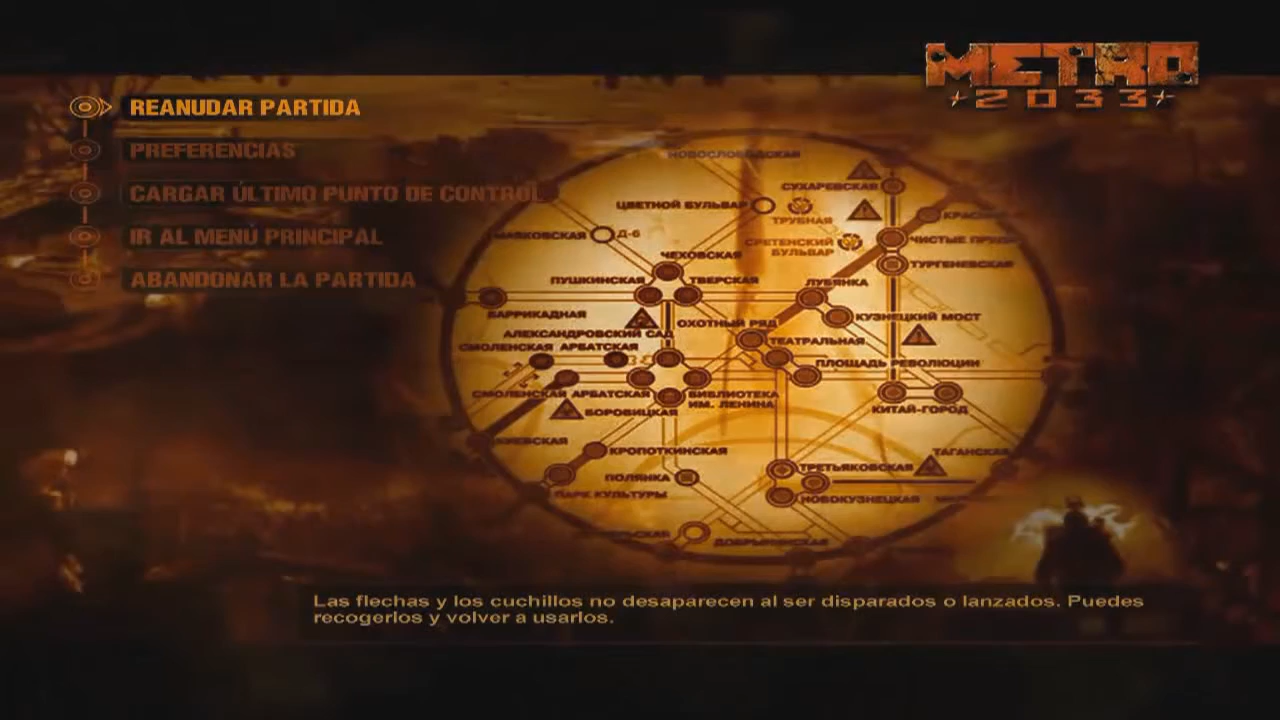 METRO
2033
REANUDAR PARTIDA
PREFERENCIAS
CARGAR ÚLTIMO PUNTO DE CONTROL
IR AL MENÚ PRINCIPAL
ABANDONAR LA PARTIDA
НОВОСЛОБОДСКАЯ
СУХАРЕВСКАЯ
ЦВЕТНОЙ БУЛЬВАР
ТРУБНАЯ
МАЯКОВСКАЯ
Д-6
СРЕТЕНСКИЙ
БУЛЬВАР
ЧИСТЫЕ ПРУДЫ
ЧЕХОВСКАЯ
ТУРГЕНЕВСКАЯ
ПУШКИНСКАЯ
ТВЕРСКАЯ
ЛУБЯНКА
БАРРИКАДНАЯ
КУЗНЕЦКИЙ МОСТ
ОХОТНЫЙ РЯД
АЛЕКСАНДРОВСКИЙ САД
ТЕАТРАЛЬНАЯ
СМОЛЕНСКАЯ АРБАТСКАЯ
ПЛОЩАДЬ РЕВОЛЮЦИИ
СМОЛЕНСКАЯ АРБАТСКАЯ
БИБЛИОТЕКА
ИМ. ЛЕНИНА
БОРОВИЦКАЯ
КИТАЙ-ГОРОД
КИЕВСКАЯ
КРОПОТКИНСКАЯ
ТАГАНСКАЯ
ТРЕТЬЯКОВСКАЯ
ПОЛЯНКА
ПАРК КУЛЬТУРЫ
НОВОКУЗНЕЦКАЯ
ДОБРЫНИНСКАЯ
Las flechas y los cuchillos no desaparecen al ser disparados o lanzados. Puedes
recogerlos y volver a usarlos.